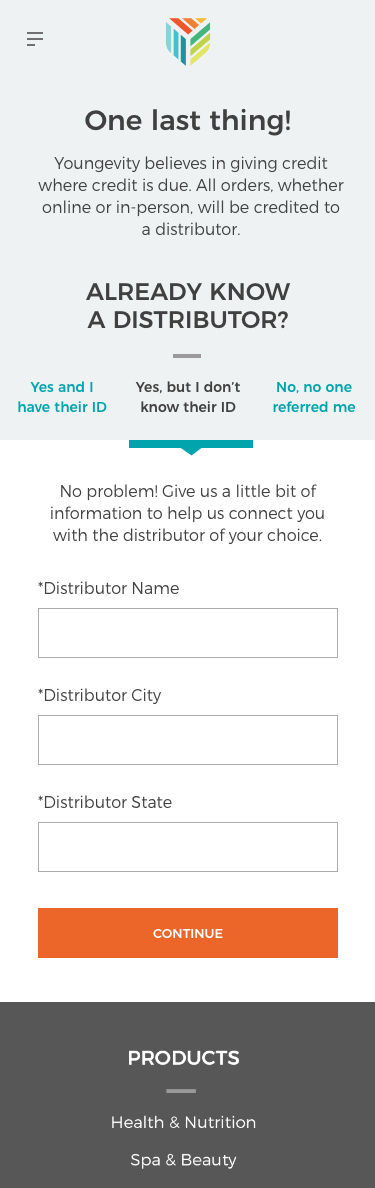 One last thing!
Youngevity believes in giving credit
where credit is due. All orders, whether
online or in-person, will be credited to
a distributor.
ALREADY KNOW
A DISTRIBUTOR?
Yes and I
have their ID
Yes, but I don't
know their ID
No, no one
referred me
No problem! Give us a little bit of
information to help us connect you
with the distributor of your choice.
*Distributor Name
*Distributor City
*Distributor State
CONTINUE
PRODUCTS
Health & Nutrition
Spa & Beauty